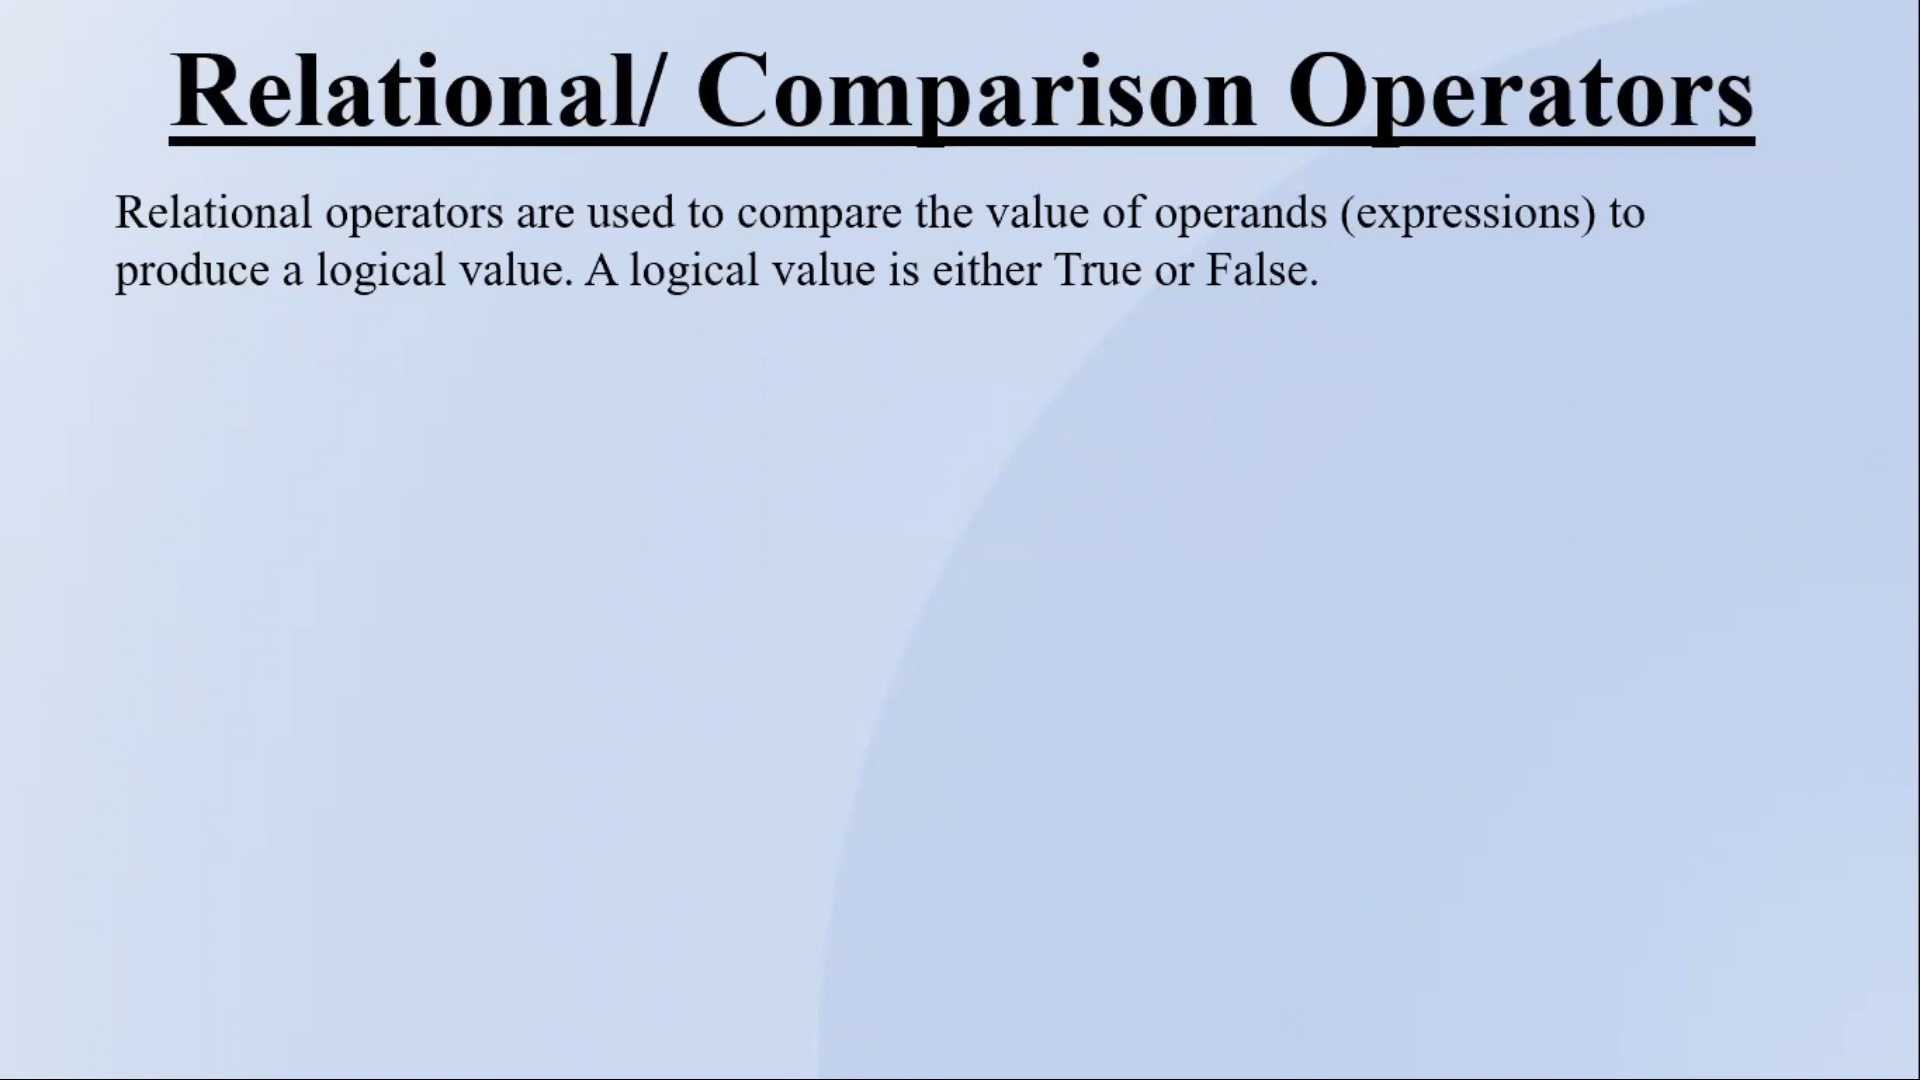 Relational/ Comparison Operators
Relational operators are used to compare the value of operands (expressions) to
produce a logical value. A logical value is either True or False.